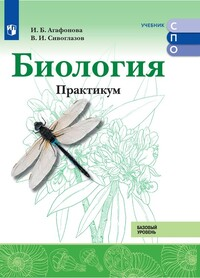 И. Б. Агафонова
В. И. Сивоглазов
УЧЕБНИК
СПО
Биология
Практикум
БАЗОВЫЙ
УРОВЕНЬ